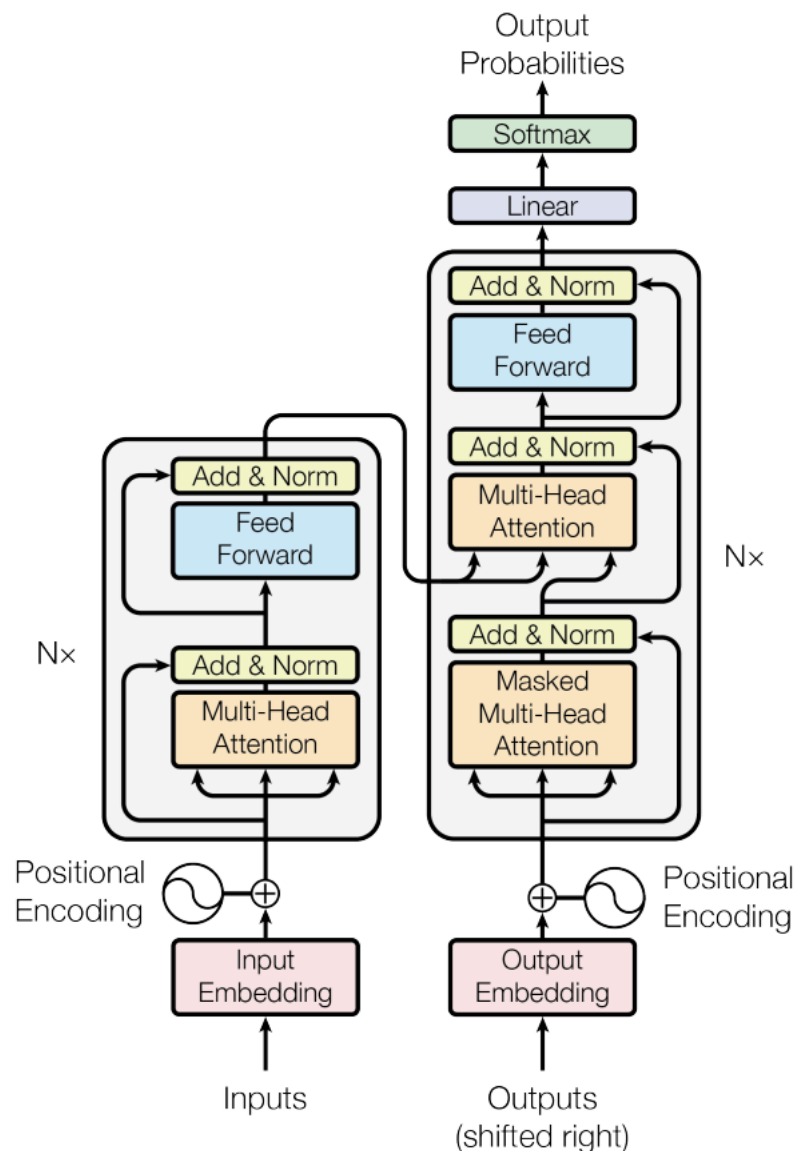 Output
Probabilities
Softmax
Linear
Add & Norm
Feed
Forward
Add & Norm
Multi-Head
Attention
Nx
Add & Norm
Masked
Multi-Head
Attention
Add & Norm
Feed
Forward
Nx
Add & Norm
Multi-Head
Attention
Positional
Encoding
Positional
Encoding
Input
Embedding
Output
Embedding
Inputs
Outputs
(shifted right)